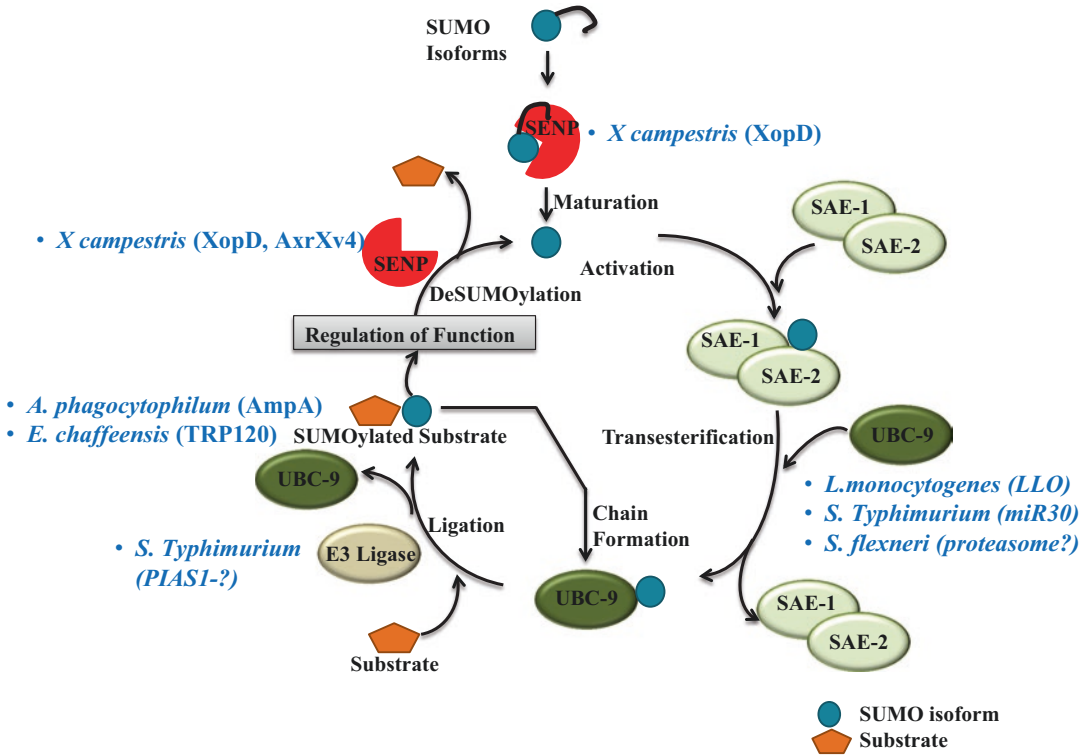 SUMO
Isoforms
SENP
• X campestris (XopD)
Maturation
SAE-1
SAE-2
• X campestris (XopD, AxrXv4)
SENP
Activation
DeSUMOylation
Regulation of Function
SAE-1
SAE-2
• A. phagocytophilum (AmpA)
• E. chaffeensis (TRP120)
SUMOylated Substrate
Transesterification
UBC-9
UBC-9
• L.monocytogenes (LLO)
• S. Typhimurium (miR30)
• S. flexneri (proteasome?)
Ligation
Chain
Formation
• S. Typhimurium
(PIAS1-?)
E3 Ligase
UBC-9
SAE-1
SAE-2
Substrate
SUMO isoform
Substrate